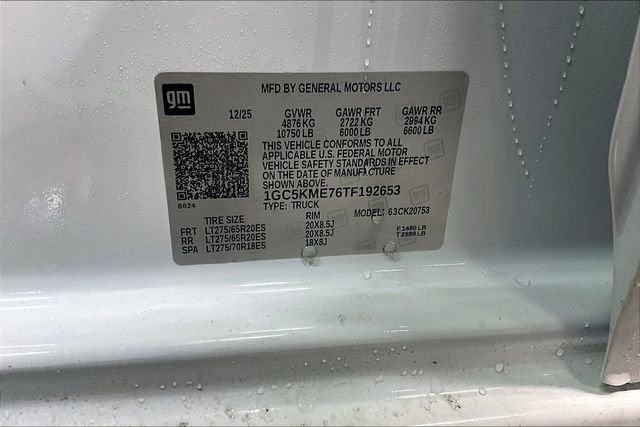 gm
MFD BY GENERAL MOTORS LLC
12/25 GVWR GAWR FRT GAWR RR
4876 KG 2722 KG 2994 KG
10750 LB 6000 LB 6600 LB
THIS VEHICLE CONFORMS TO ALL
APPLICABLE U.S. FEDERAL MOTOR
VEHICLE SAFETY STANDARDS IN EFFECT
ON THE DATE OF MANUFACTURE
SHOWN ABOVE.
1GC5KME76TF192653
8624
TYPE: TRUCK MODEL: 63CK20753
TIRE SIZE RIM
FRT LT275/65R20ES 20X8.5J F 1480 LB
RR LT275/65R20ES 20X8.5J T 2589 LB
SPA LT275/70R18ES 18X8J